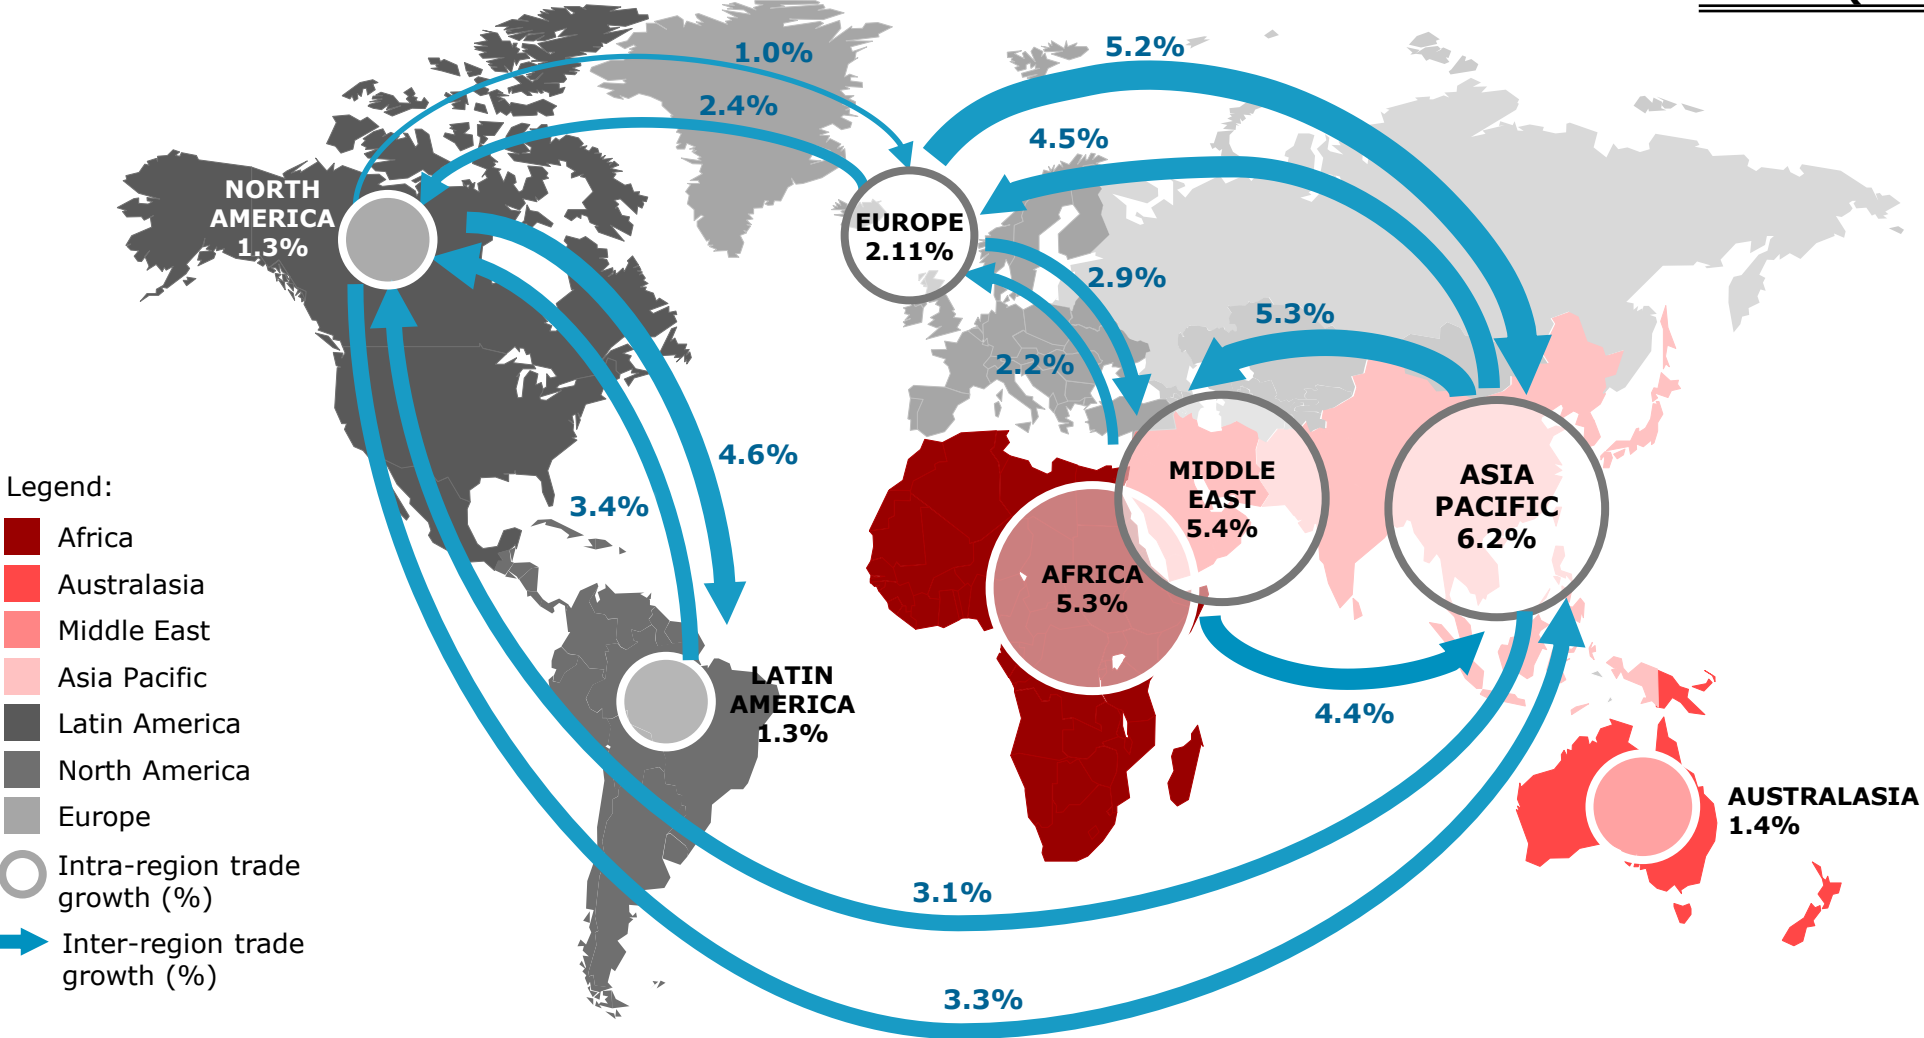 1.0%
5.2%
2.4%
4.5%
NORTH
AMERICA
1.3%
EUROPE
2.11%
2.9%
5.3%
2.2%
4.6%
3.4%
MIDDLE
EAST
5.4%
ASIA
PACIFIC
6.2%
AFRICA
5.3%
LATIN
AMERICA
1.3%
4.4%
AUSTRALASIA
1.4%
3.1%
3.3%
Legend:
Africa
Australasia
Middle East
Asia Pacific
Latin America
North America
Europe
Intra-region trade
growth (%)
Inter-region trade
growth (%)